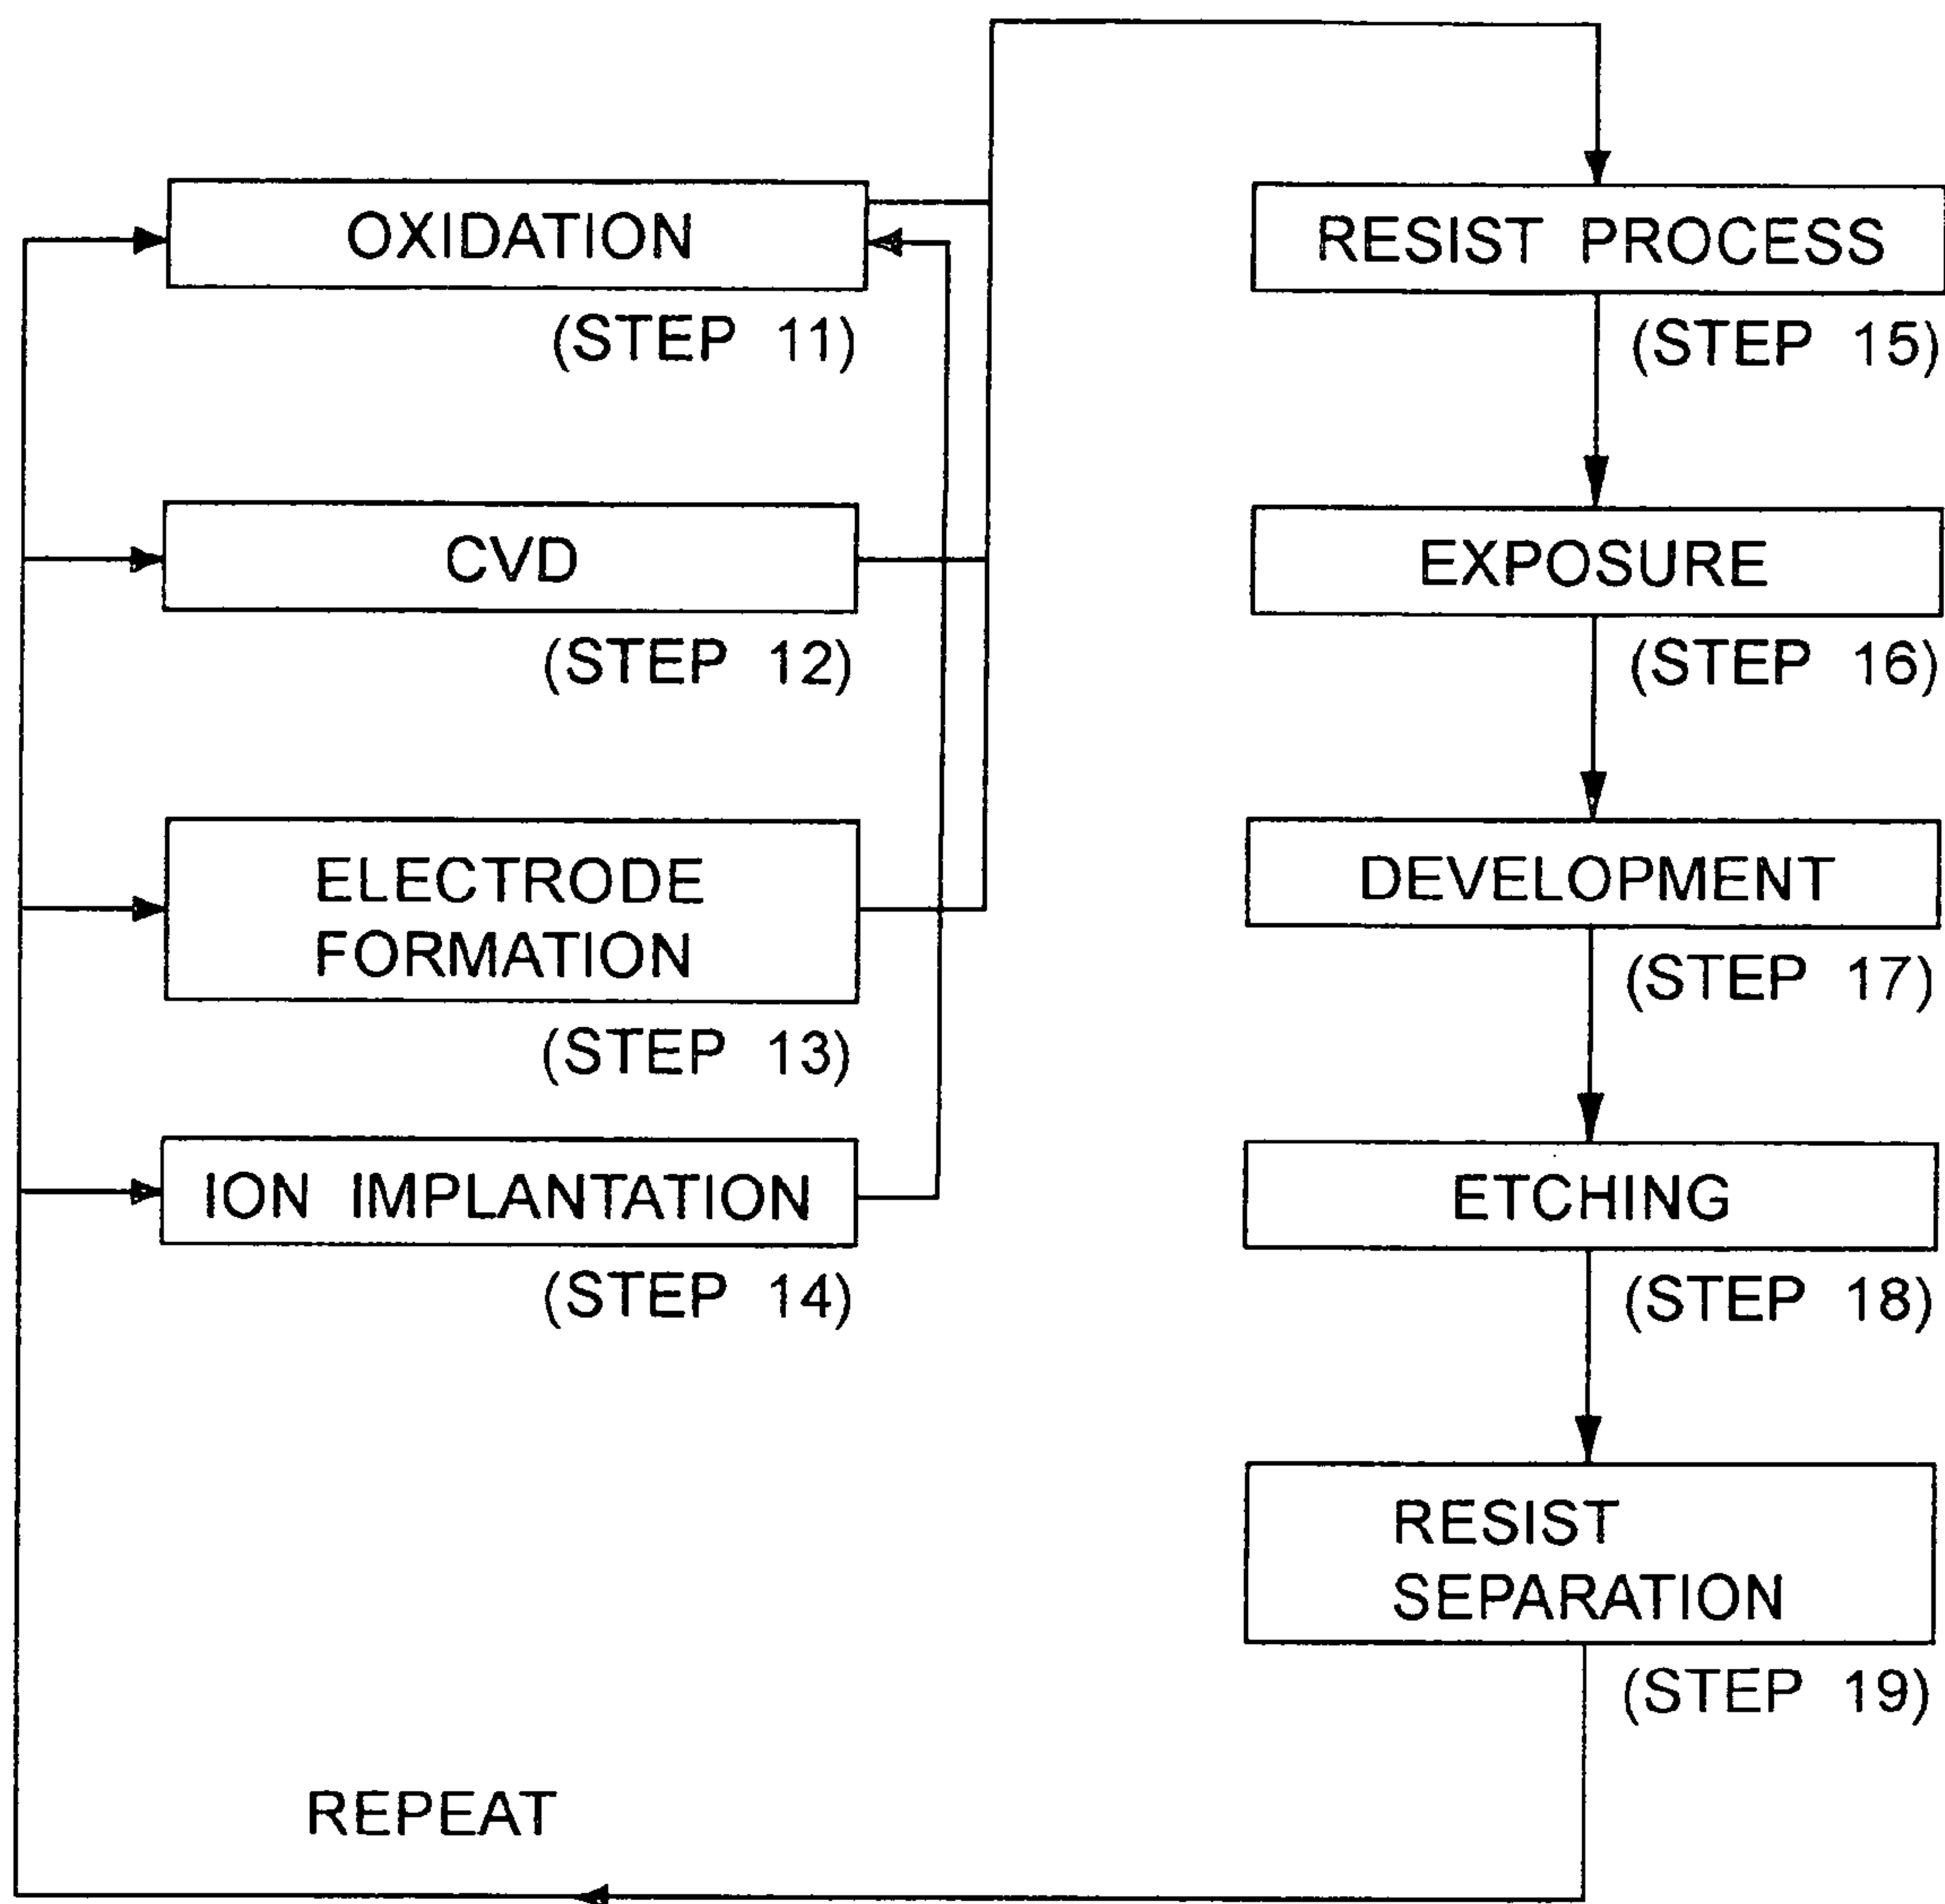 OXIDATION
(STEP 11)
CVD
(STEP 12)
ELECTRODE
FORMATION
(STEP 13)
ION IMPLANTATION
(STEP 14)
RESIST PROCESS
(STEP 15)
EXPOSURE
(STEP 16)
DEVELOPMENT
(STEP 17)
ETCHING
(STEP 18)
RESIST
SEPARATION
(STEP 19)
REPEAT